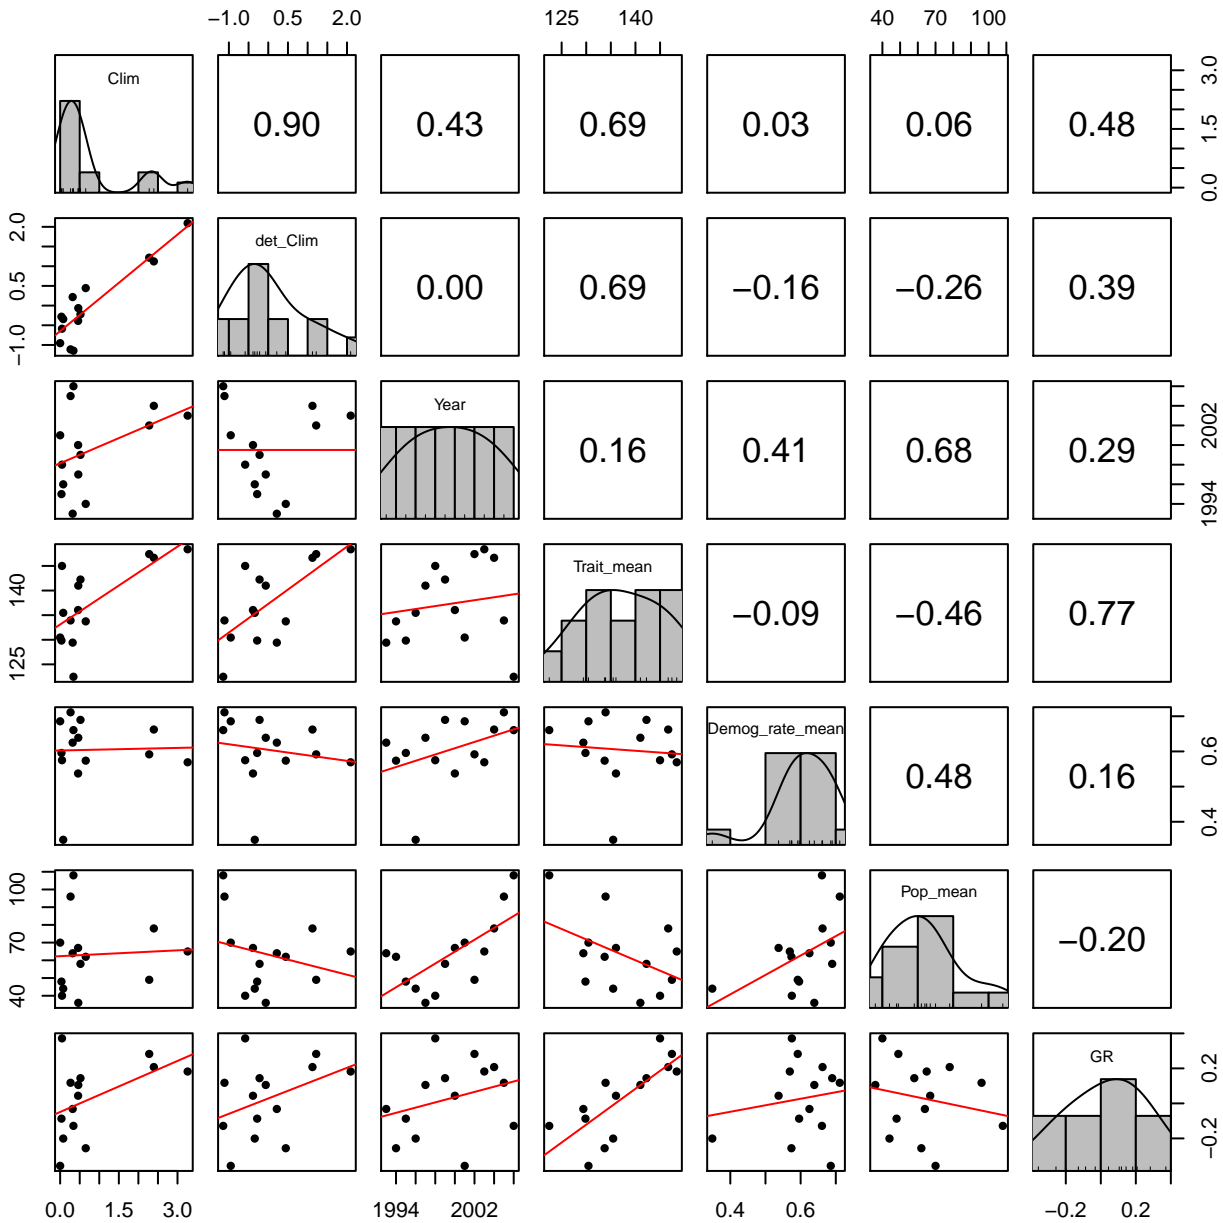 −1.0 0.5 2.0 125 140 40 70 100
Clim 0.90 0.43 0.69 0.03 0.06 0.48 0.0 1.5 3.0
−1.0 0.5 2.0 det_Clim 0.00 0.69 −0.16 −0.26 0.39
Year 0.16 0.41 0.68 0.29 1994 2002
125 140 Trait_mean −0.09 −0.46 0.77
Demog_rate_mean 0.48 0.16 0.4 0.6
40 70 100 Pop_mean −0.20
GR −0.2 0.2
0.0 1.5 3.0 1994 2002 0.4 0.6 −0.2 0.2